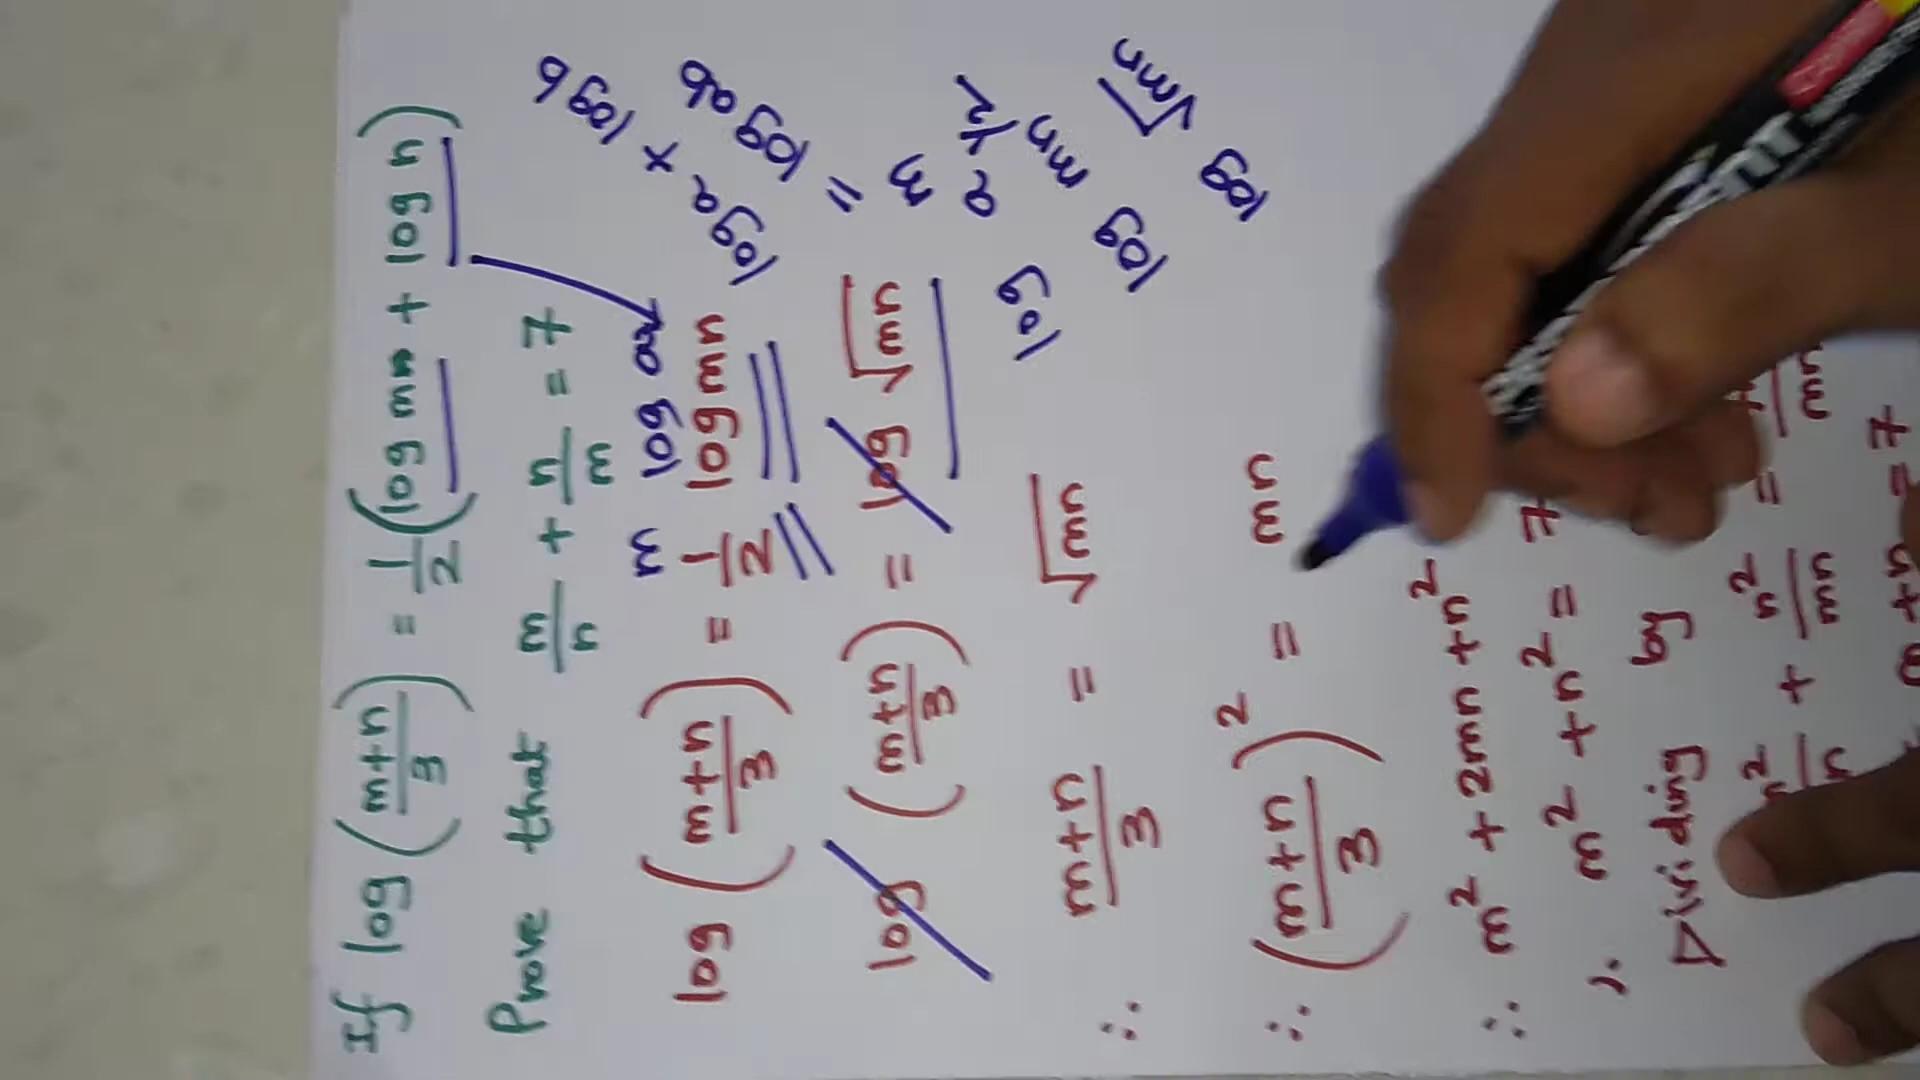 If log (m+n/3) = 1/2 (log m + log n)
Prove that m/n + n/m = 7
m log a
log (m+n/3) = 1/2 log mn
log (m+n/3) = log √mn
∴ m+n/3 = √mn
∴ (m+n/3)² = mn
∴ m² + 2mn + n²
∴ m² + n² = 7
Dividing by
+ n²/mn =
= 7
log a + log b
= log ab
log a m
log mn 1/2
log √mn